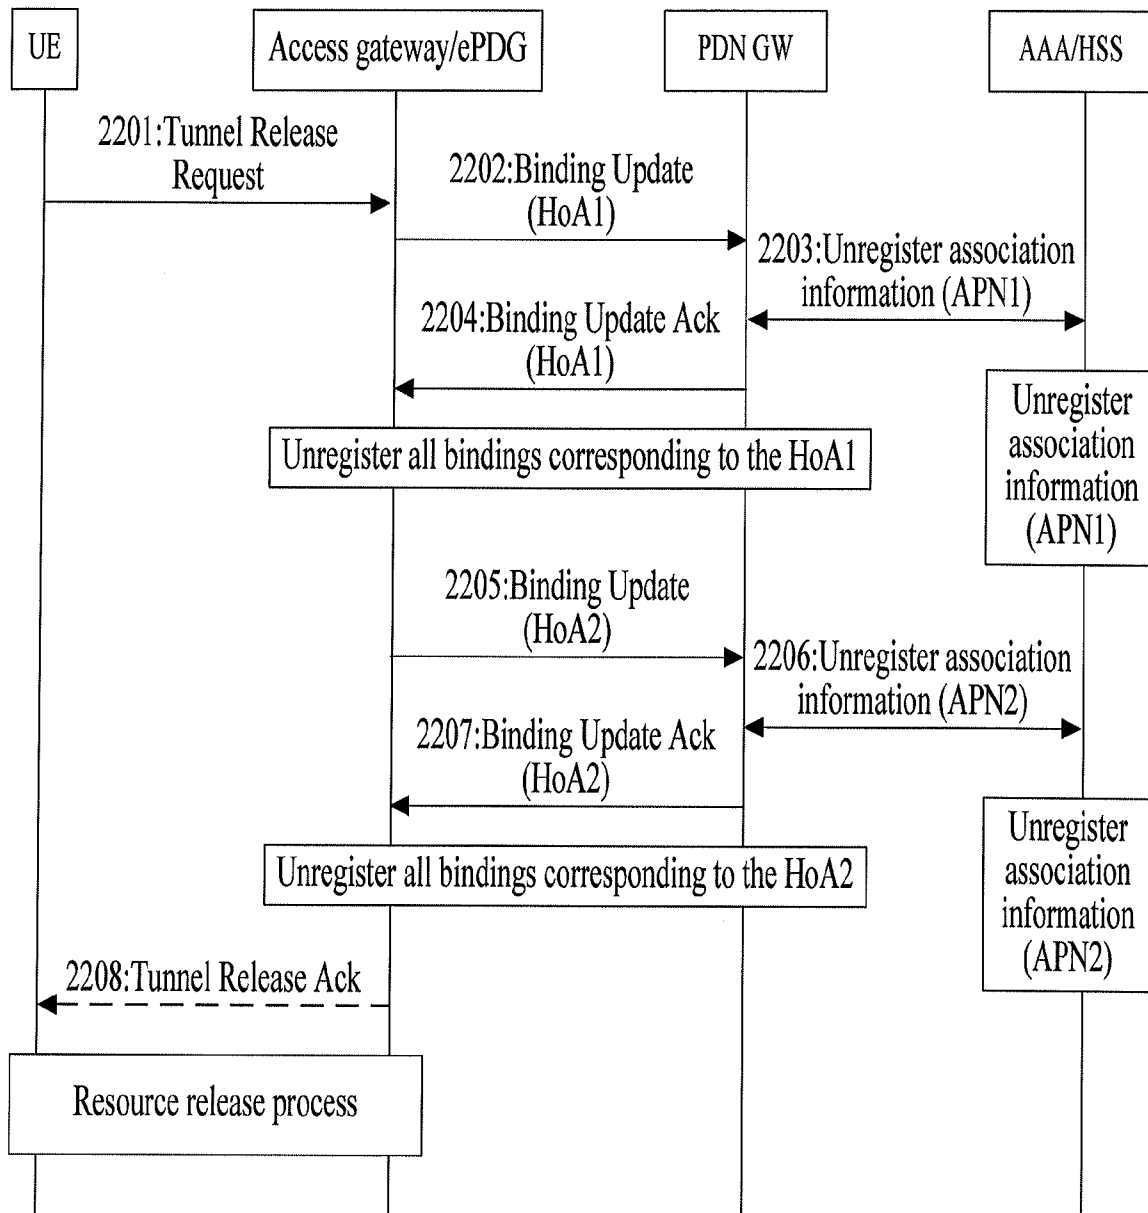 UE
Access gateway/ePDG
PDN GW
AAA/HSS
2201:Tunnel Release
Request
2202:Binding Update
(HoA1)
2203:Unregister association
information (APN1)
2204:Binding Update Ack
(HoA1)
Unregister
association
information
(APN1)
Unregister all bindings corresponding to the HoA1
2205:Binding Update
(HoA2)
2206:Unregister association
information (APN2)
2207:Binding Update Ack
(HoA2)
Unregister
association
information
(APN2)
Unregister all bindings corresponding to the HoA2
2208:Tunnel Release Ack
Resource release process